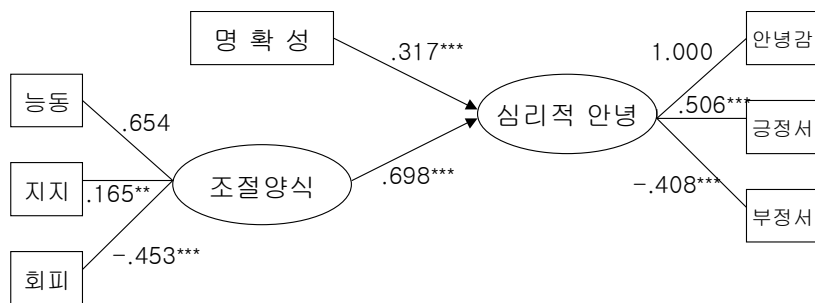 명 확 성
.317***
안녕감
1.000
능동
.654
심리적 안녕
.506***
긍정서
지지
.165**
조절양식
.698***
-.408***
부정서
회피
-.453***